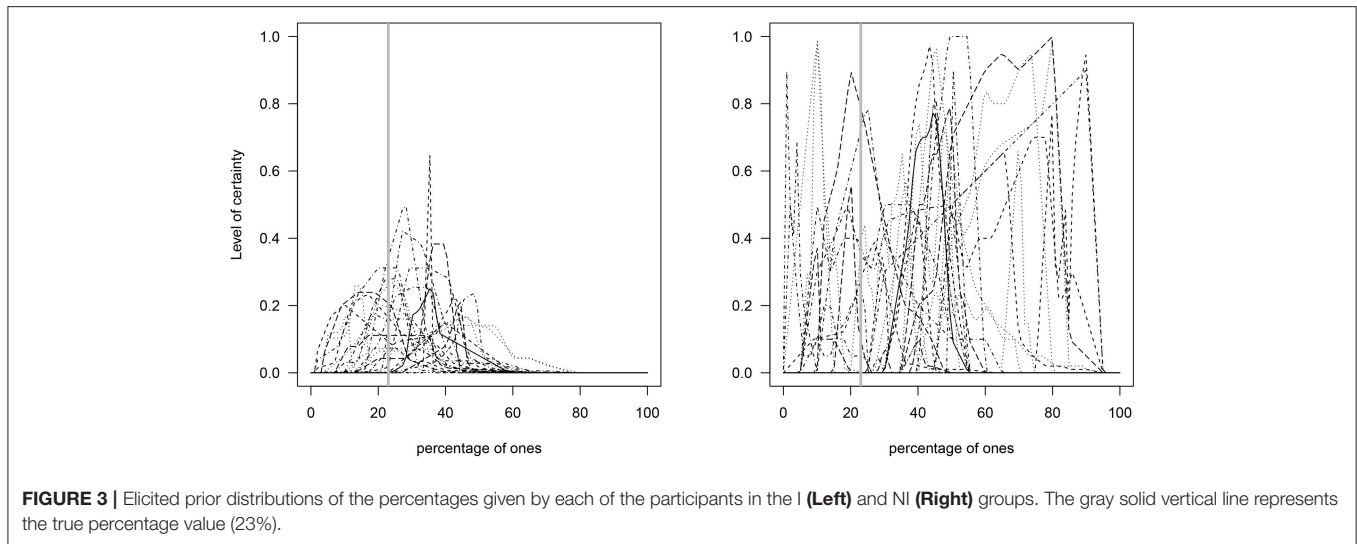 1.0
0.8
0.6
0.4
0.2
0.0
Level of certainty
0 20 40 60 80 100
percentage of ones
1.0
0.8
0.6
0.4
0.2
0.0
0 20 40 60 80 100
percentage of ones
FIGURE 3 | Elicited prior distributions of the percentages given by each of the participants in the I (Left) and NI (Right) groups. The gray solid vertical line represents
the true percentage value (23%).